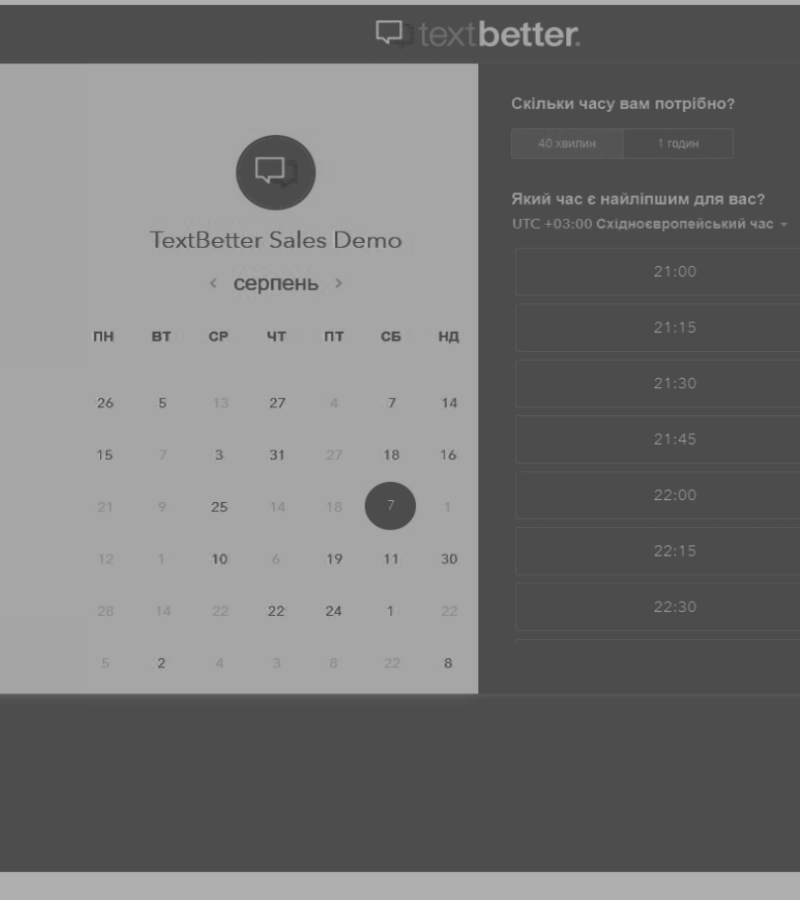 textbetter.
TextBetter Sales Demo
< серпень >
ПН ВТ СР ЧТ ПТ СБ НД
26 5 13 27 4 7 14
15 7 3 31 27 18 16
21 9 25 14 18 7 1
12 1 10 6 19 11 30
28 14 22 22 24 1 22
5 2 4 3 8 22 8
Скільки часу вам потрібно?
40 хвилин 1 годин
Який час є найліпшим для вас?
UTC +03:00 Східноєвропейський час
21:00
21:15
21:30
21:45
22:00
22:15
22:30